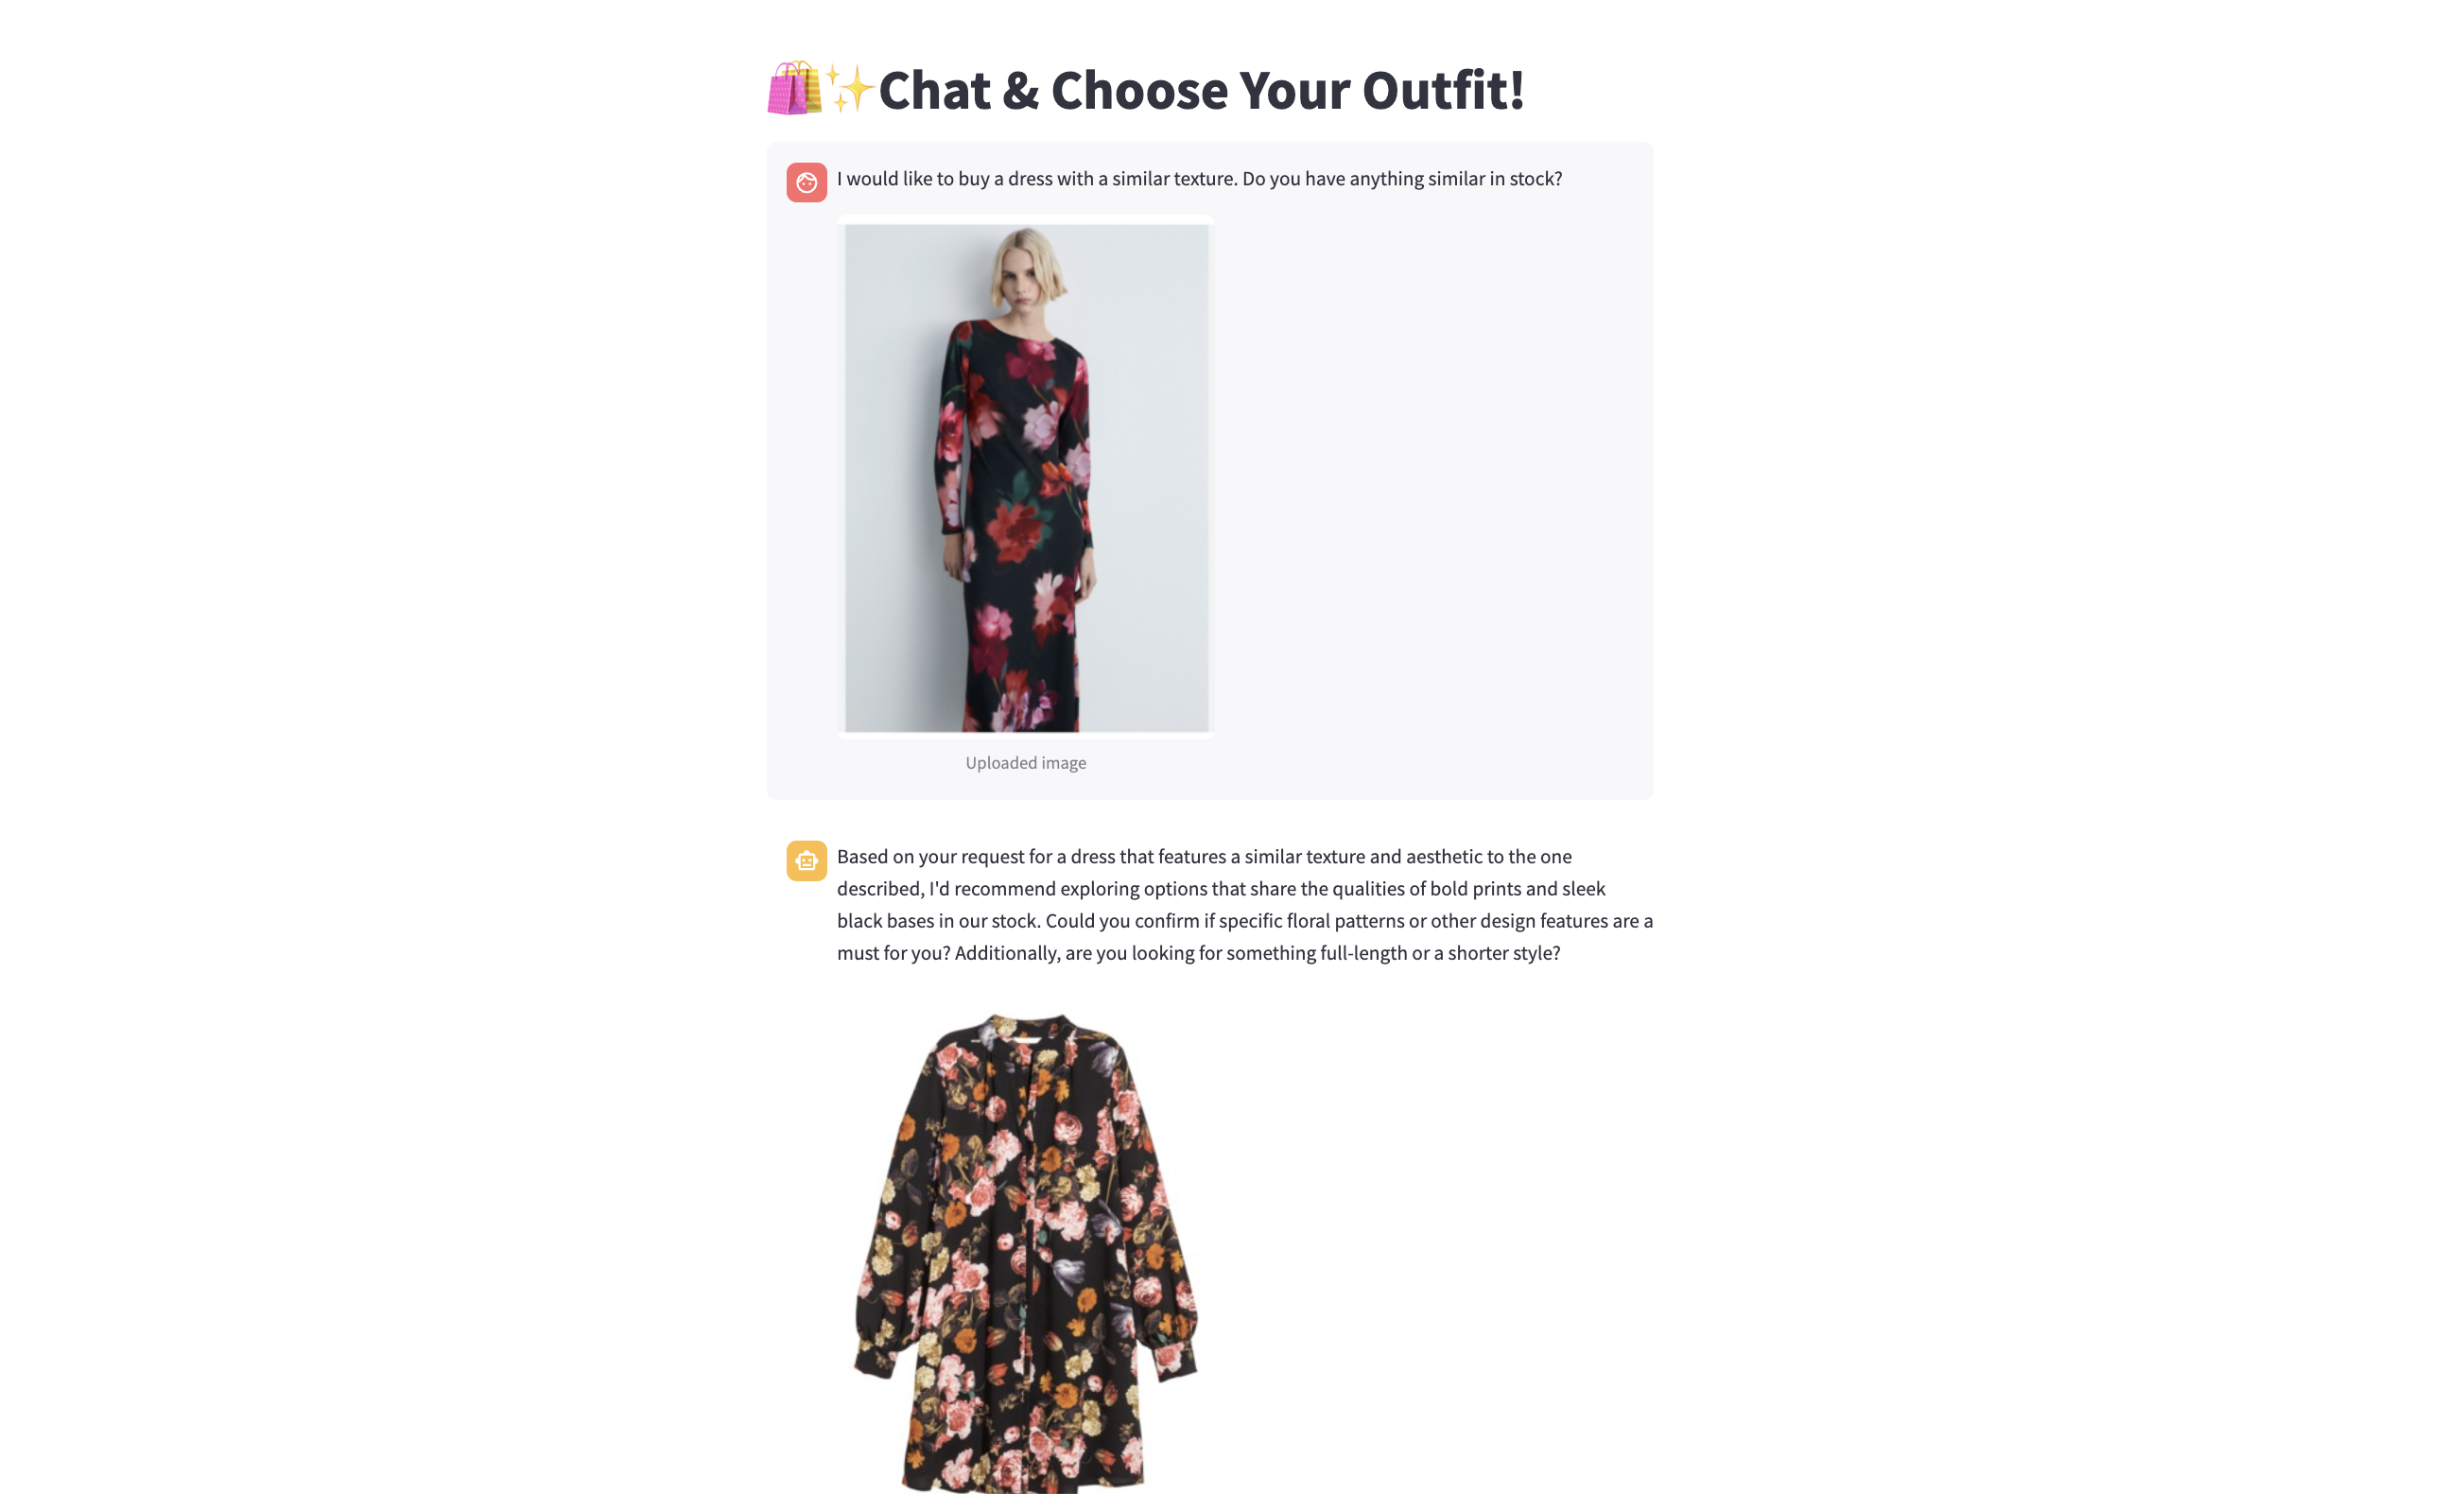 🛍️✨Chat & Choose Your Outfit!
I would like to buy a dress with a similar texture. Do you have anything similar in stock?
Uploaded image
Based on your request for a dress that features a similar texture and aesthetic to the one
described, I'd recommend exploring options that share the qualities of bold prints and sleek
black bases in our stock. Could you confirm if specific floral patterns or other design features are a
must for you? Additionally, are you looking for something full-length or a shorter style?